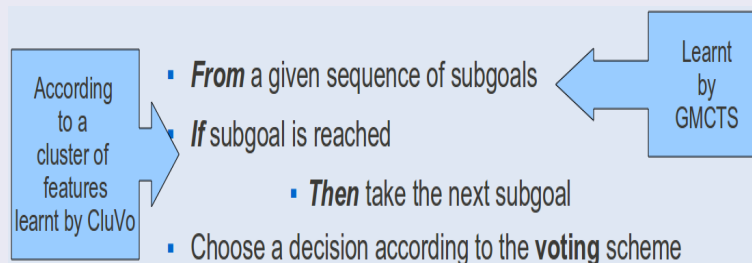 According
to a
cluster of
features
learnt by CluVo
From a given sequence of subgoals
If subgoal is reached
Then take the next subgoal
Choose a decision according to the voting scheme
Learnt
by
GMCTS